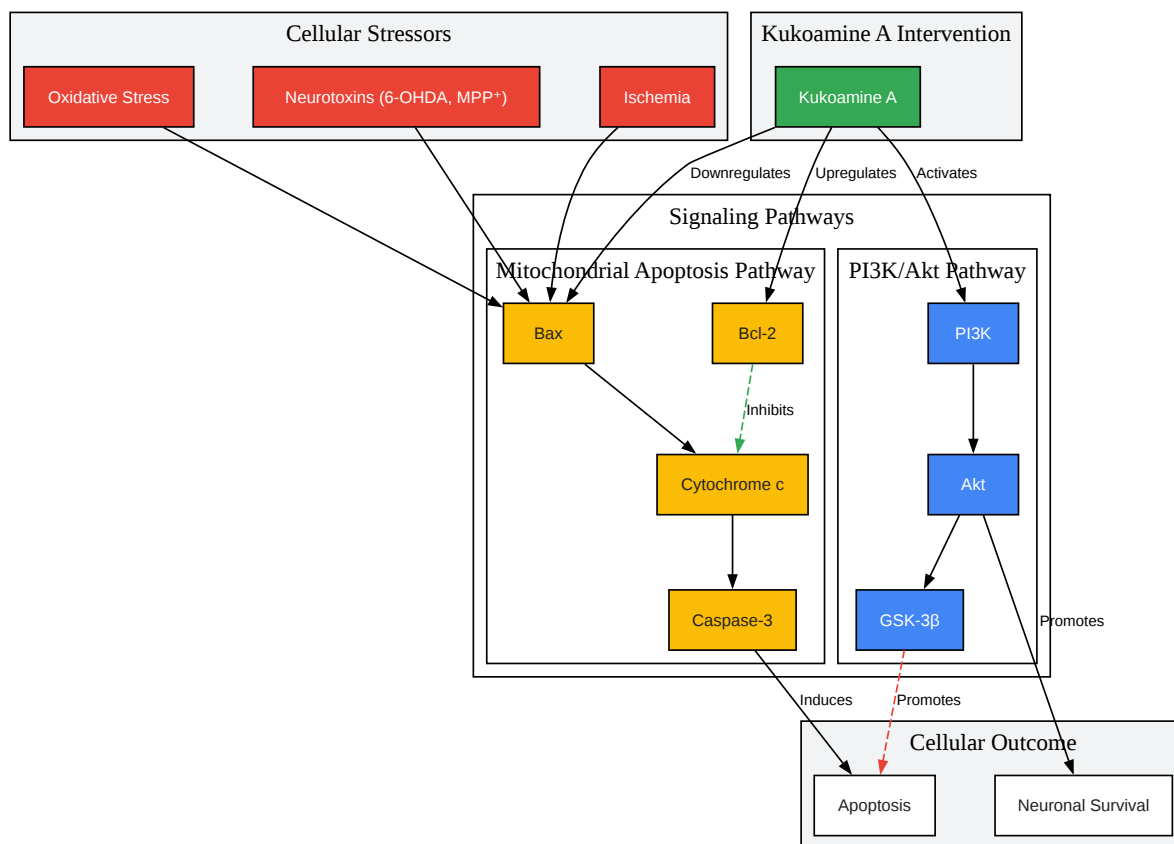 Cellular Stressors
Kukoamine A Intervention
Oxidative Stress
Neurotoxins (6-OHDA, MPP⁺)
Ischemia
Kukoamine A
Downregulates
Upregulates
Activates
Signaling Pathways
Mitochondrial Apoptosis Pathway
PI3K/Akt Pathway
Bax
Bcl-2
PI3K
Inhibits
Cytochrome c
Akt
Caspase-3
GSK-3β
Promotes
Induces
Promotes
Cellular Outcome
Apoptosis
Neuronal Survival